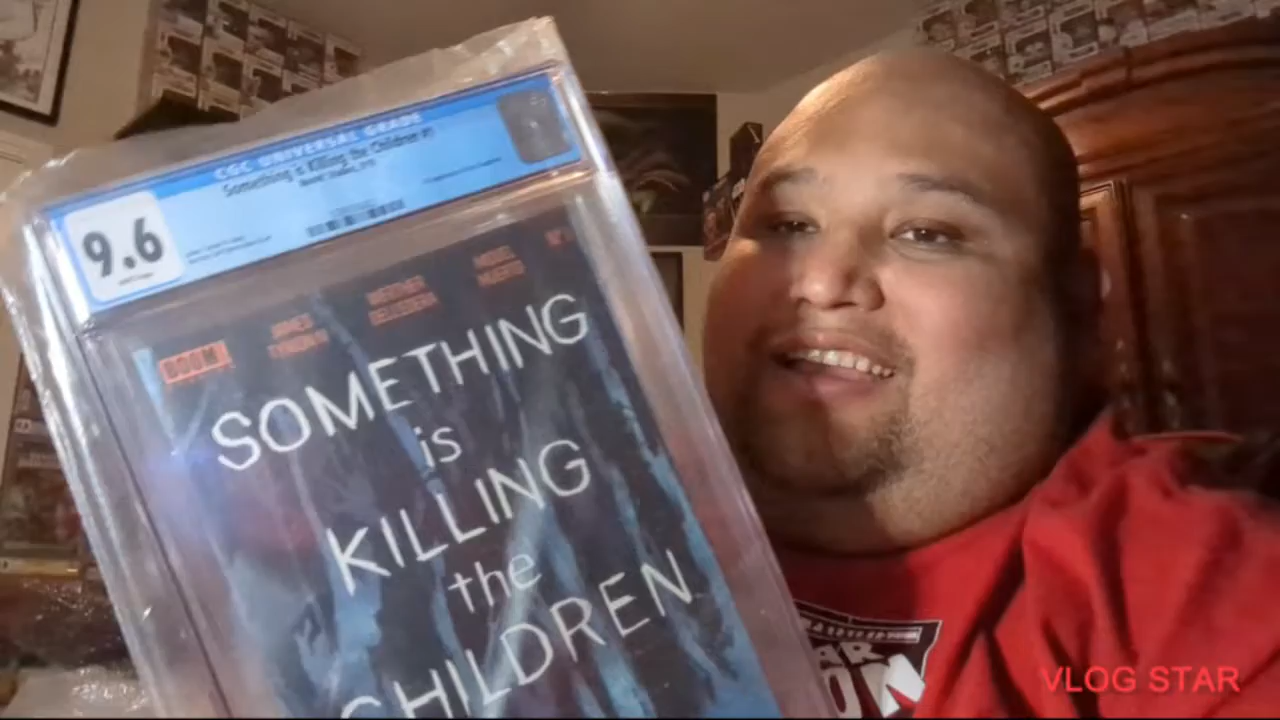 CGC UNIVERSAL GRADE
Something is Killing the Children #1
9.6
BOOM!
JAMES
TYNION IV
WERTHER
DELL'EDERA
MIQUEL
MUERTO
SOMETHING
is
KILLING
the
CHILDREN
VLOG STAR